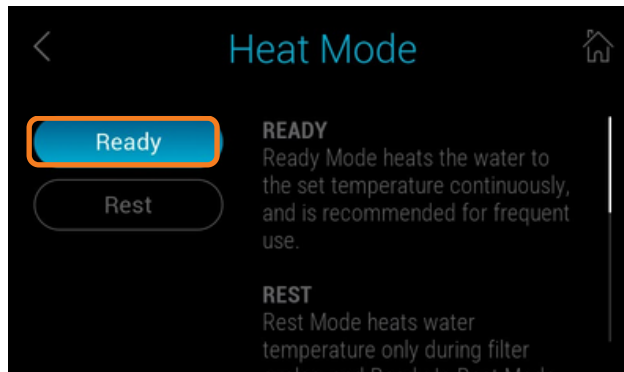 Heat Mode
Ready
Rest
READY
Ready Mode heats the water to
the set temperature continuously,
and is recommended for frequent
use.
REST
Rest Mode heats water
temperature only during filter